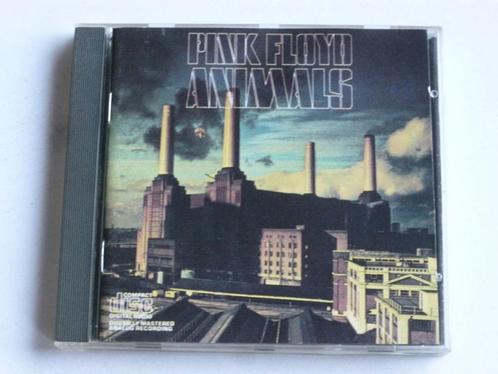 PINK FLOYD
ANIMALS
COMPACT
DISC
DIGITAL AUDIO
DIGITALLY MASTERED
ANALOG RECORDING